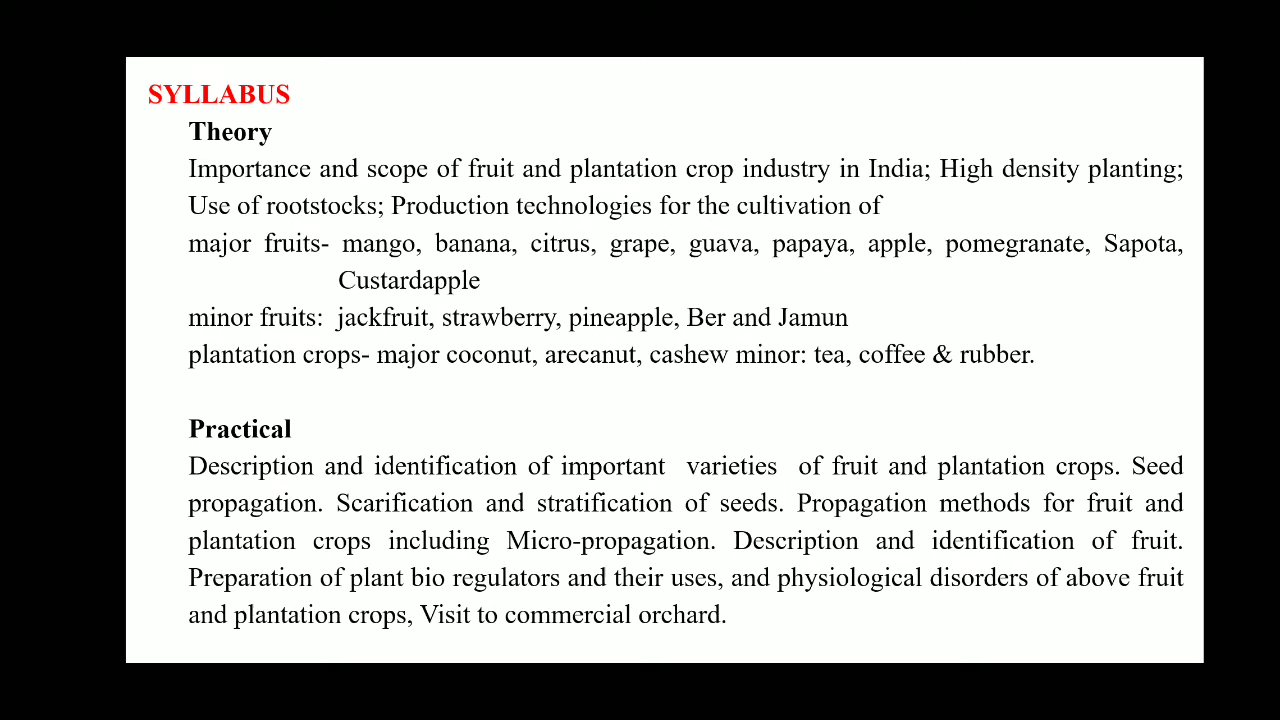 SYLLABUS
Theory
Importance and scope of fruit and plantation crop industry in India; High density planting;
Use of rootstocks; Production technologies for the cultivation of
major fruits- mango, banana, citrus, grape, guava, papaya, apple, pomegranate, Sapota,
Custardapple
minor fruits: jackfruit, strawberry, pineapple, Ber and Jamun
plantation crops- major coconut, arecanut, cashew minor: tea, coffee & rubber.
Practical
Description and identification of important varieties of fruit and plantation crops. Seed
propagation. Scarification and stratification of seeds. Propagation methods for fruit and
plantation crops including Micro-propagation. Description and identification of fruit.
Preparation of plant bio regulators and their uses, and physiological disorders of above fruit
and plantation crops, Visit to commercial orchard.